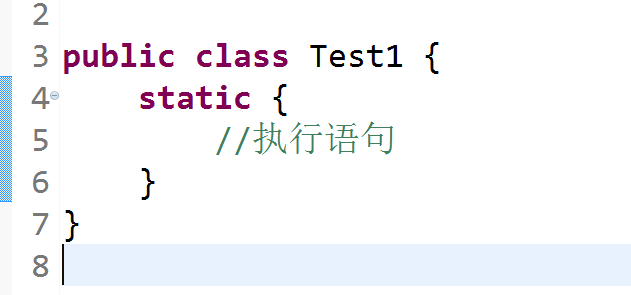 2
3 public class Test1 {
4 static {
5 //执行语句
6 }
7 }
8